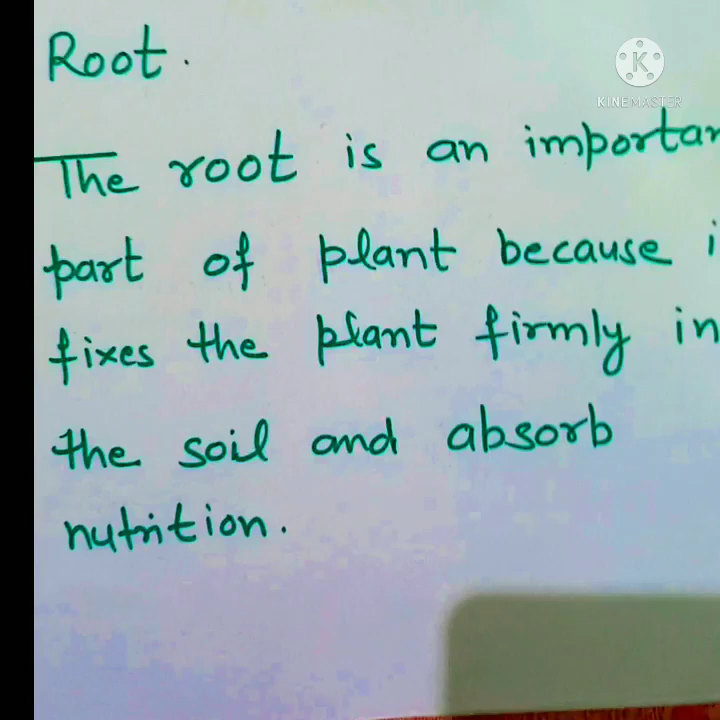 Root.
K
KINEMASTER
The root is an importan
part of plant because i
fixes the plant firmly in
the soil and absorb
nutrition.